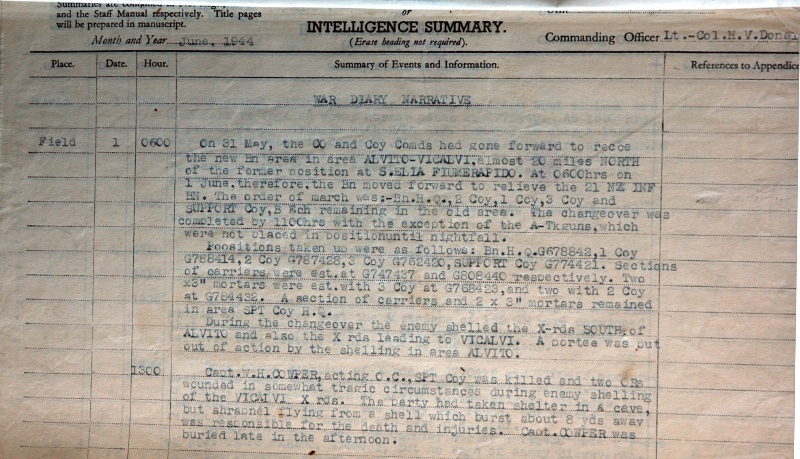 Summaries are
and the Staff Manual respectively. Title pages
will be prepared in manuscript.
or
INTELLIGENCE SUMMARY.
(Erase heading not required).
Month and Year June, 1944
Commanding Officer Lt.-Col.H.V.Donal
Place.
Date.
Hour.
Summary of Events and Information.
References to Appendice
WAR DIARY NARRATIVE
Field 1 0600 On 31 May, the CO and Coy Comds had gone forward to recce
the new Bn area in area ALVITO-VICALVI, almost 20 miles NORTH
of the former position at S.ELIA FIUMERAPIDO. At 0600hrs on
1 June, therefore, the Bn moved forward to relieve the 21 NZ INF
BN. The order of march was:-Bn.H.Q.,2 Coy,1 Coy,3 Coy and
SUPPORT Coy,B Ech remaining in the old area. The changeover was
completed by 1100hrs with the exception of the A-Tkguns,which
were not placed in positionuntil nightfall.
Positions taken up were as follows: Bn.H.Q.G678842,1 Coy
G788414,2 Coy G787428,3 Coy G762420,SUPPORT Coy G774421. Sections
of carriers were est.at G747437 and G808440 respectively. Two
x3" mortars were est.with 3 Coy at G768423,and two with 2 Coy
at G784432. A section of carriers and 2 x 3" mortars remained
in area SPT Coy H.Q.
During the changeover the enemy shelled the X-rds SOUTH of
ALVITO and also the X rds leading to VICALVI. A portee was put
out of action by the shelling in area ALVITO.
1300 Capt.W.H.COWPER,acting O.C.,SPT Coy was killed and two ORs
wounded in somewhat tragic circumstances during enemy shelling
of the VICALVI X rds. The party had taken shelter in a cave,
but shrapnel flying from a shell which burst about 8 yds away
was responsible for the death and injuries. Capt.COWPER was
buried late in the afternoon.